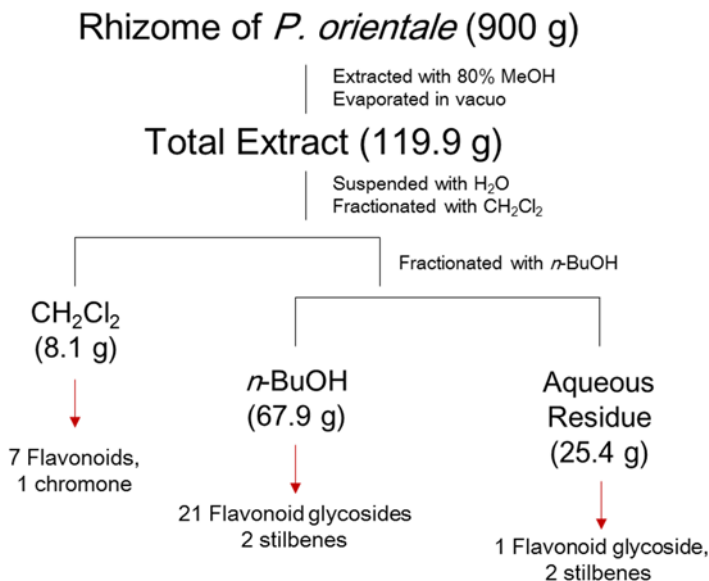 Rhizome of P. orientale (900 g)
Extracted with 80% MeOH
Evaporated in vacuo
Total Extract (119.9 g)
Suspended with H₂O
Fractionated with CH₂Cl₂
Fractionated with n-BuOH
CH₂Cl₂
(8.1 g)
7 Flavonoids,
1 chromone
n-BuOH
(67.9 g)
21 Flavonoid glycosides
2 stilbenes
Aqueous
Residue
(25.4 g)
1 Flavonoid glycoside,
2 stilbenes